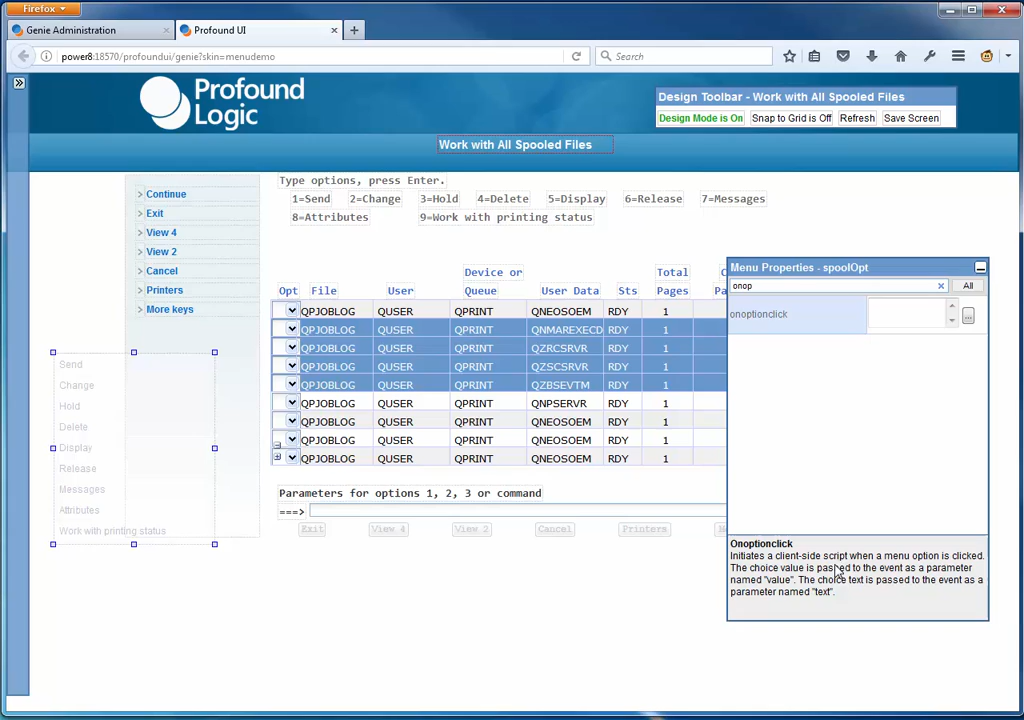 Firefox
Genie Administration
Profound UI
power8:18570/profoundui/genie?skin=menudemo
Search
Profound
Logic
Design Toolbar - Work with All Spooled Files
Design Mode is On Snap to Grid is Off Refresh Save Screen
Work with All Spooled Files
Continue
Exit
View 4
View 2
Cancel
Printers
More keys
Type options, press Enter.
1=Send 2=Change 3=Hold 4=Delete 5=Display 6=Release 7=Messages
8=Attributes 9=Work with printing status
Device or Total
Opt File User Queue User Data Sts Pages
QPJOBLOG QUSER QPRINT QNEOSOEM RDY 1
QPJOBLOG QUSER QPRINT QNMAREXECD RDY 1
QPJOBLOG QUSER QPRINT QZRCSRVR RDY 1
QPJOBLOG QUSER QPRINT QZSCSRVR RDY 1
QPJOBLOG QUSER QPRINT QZBSEVTM RDY 1
QPJOBLOG QUSER QPRINT QNPSERVR RDY 1
QPJOBLOG QUSER QPRINT QNEOSOEM RDY 1
QPJOBLOG QUSER QPRINT QNEOSOEM RDY 1
QPJOBLOG QUSER QPRINT QNEOSOEM RDY 1
Parameters for options 1, 2, 3 or command
===>
Exit View 4 View 2 Cancel Printers
Send
Change
Hold
Delete
Display
Release
Messages
Attributes
Work with printing status
Menu Properties - spoolOpt
onop All
onoptionclick
Onoptionclick
Initiates a client-side script when a menu option is clicked.
The choice value is passed to the event as a parameter
named "value". The choice text is passed to the event as a
parameter named "text".